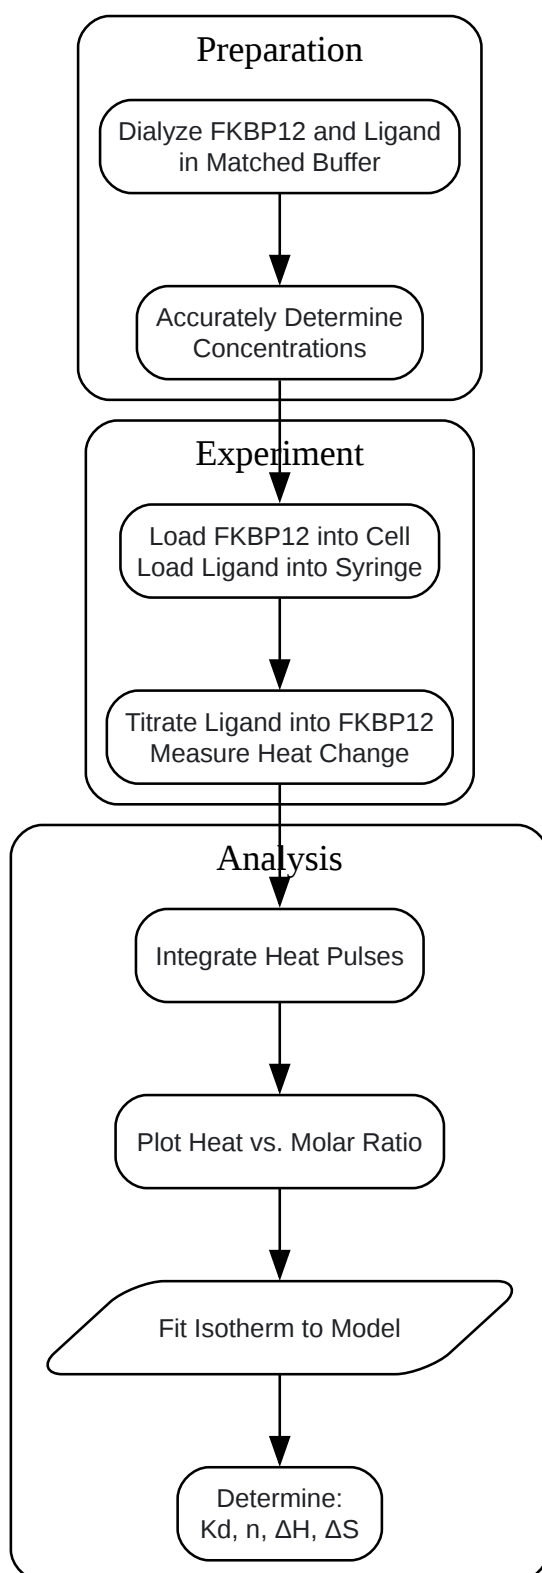 Preparation
Dialyze FKBP12 and Ligand
in Matched Buffer
Accurately Determine
Concentrations
Experiment
Load FKBP12 into Cell
Load Ligand into Syringe
Titrate Ligand into FKBP12
Measure Heat Change
Analysis
Integrate Heat Pulses
Plot Heat vs. Molar Ratio
Fit Isotherm to Model
Determine:
Kd, n, ΔH, ΔS